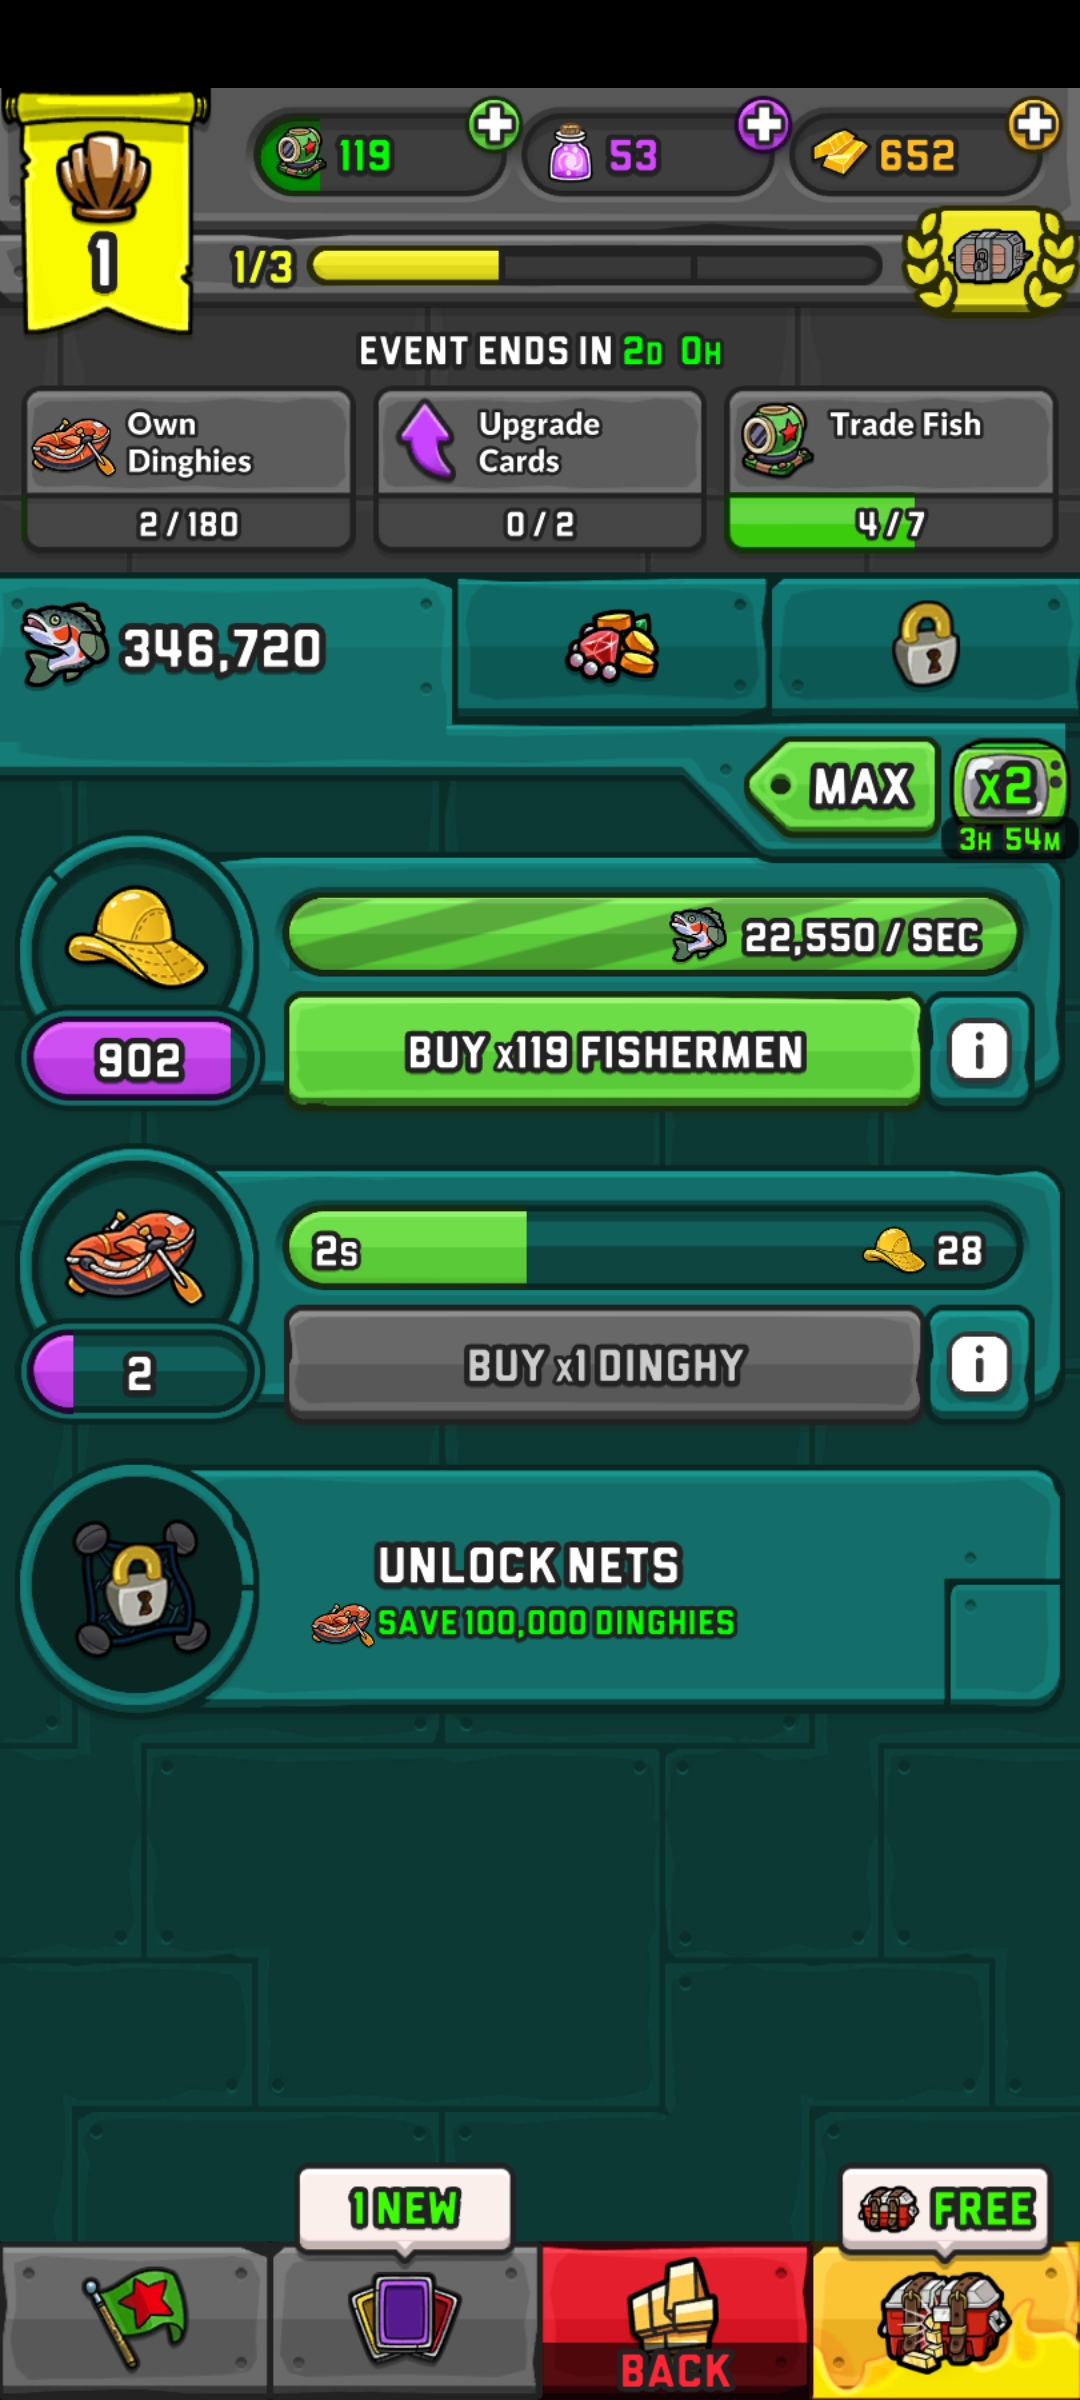 119
53
652
1
1/3
EVENT ENDS IN 2D 0H
Own
Dinghies
Upgrade
Cards
Trade Fish
2 / 180
0 / 2
4 / 7
346,720
MAX
x2
3H 54M
22,550 / SEC
902
BUY x119 FISHERMEN
i
2s
28
2
BUY x1 DINGHY
i
UNLOCK NETS
SAVE 100,000 DINGHIES
1 NEW
FREE
BACK